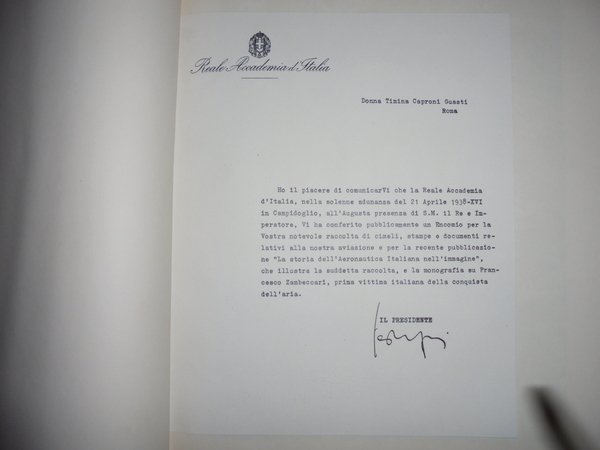 Reale Accademia d'Italia
Donna Timina Caproni Guasti
Roma
Ho il piacere di comunicarVi che la Reale Accademia
d'Italia, nella solenne adunanza del 21 Aprile 1938-XVI
in Campidoglio, all'Augusta presenza di S.M. il Re e Im-
peratore, Vi ha conferito pubblicamente un Encomio per la
Vostra notevole raccolta di cimeli, stampe e documenti re-
lativi alla nostra aviazione e per la recente pubblicazio-
ne "La storia dell'Aeronautica Italiana nell'immagine",
che illustra la suddetta raccolta, e la monografia su Fran-
cesco Zambeccari, prima vittima italiana della conquista
dell'aria.
IL PRESIDENTE